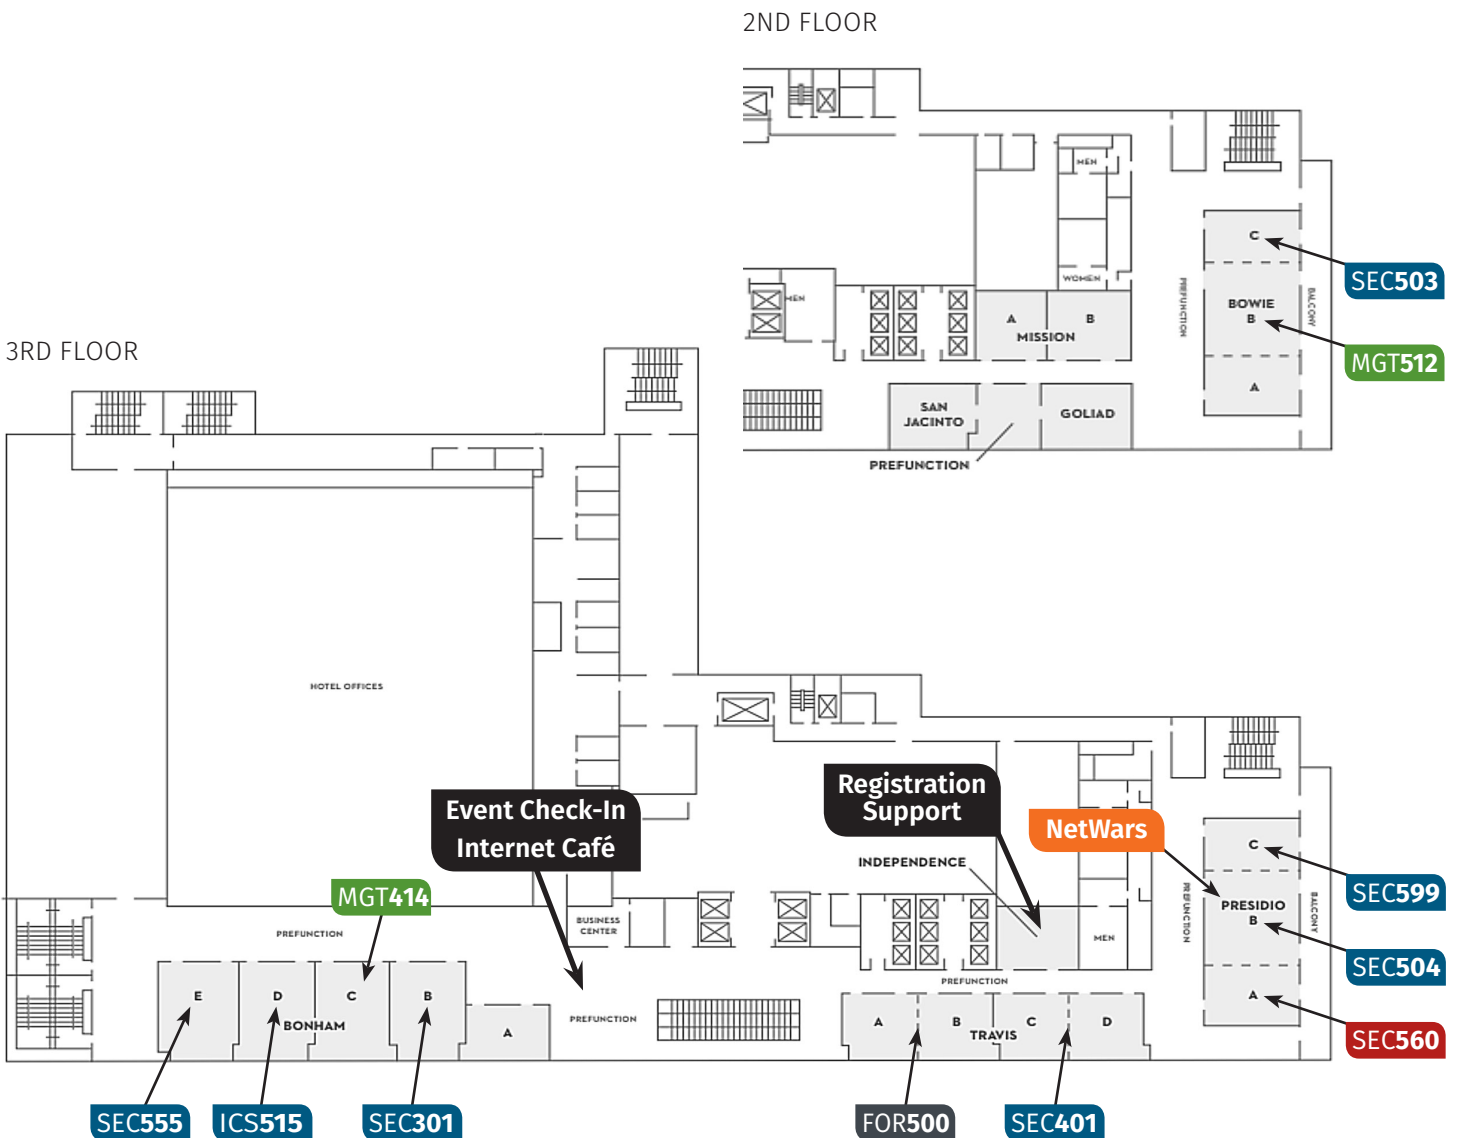 2ND FLOOR
MEN
C
SEC503
WOMEN
PREFUNCTION
BALCONY
MEN
BOWIE
B
A
B
MISSION
MGT512
A
SAN
JACINTO
GOLIAD
PREFUNCTION
3RD FLOOR
HOTEL OFFICES
Event Check-In
Internet Café
Registration
Support
NetWars
INDEPENDENCE
C
SEC599
MGT414
PREFUNCTION
BALCONY
PRESIDIO
B
BUSINESS
CENTER
PREFUNCTION
MEN
SEC504
PREFUNCTION
E
D
C
B
BONHAM
A
PREFUNCTION
A
B
C
D
TRAVIS
A
SEC560
SEC555
ICS515
SEC301
FOR500
SEC401